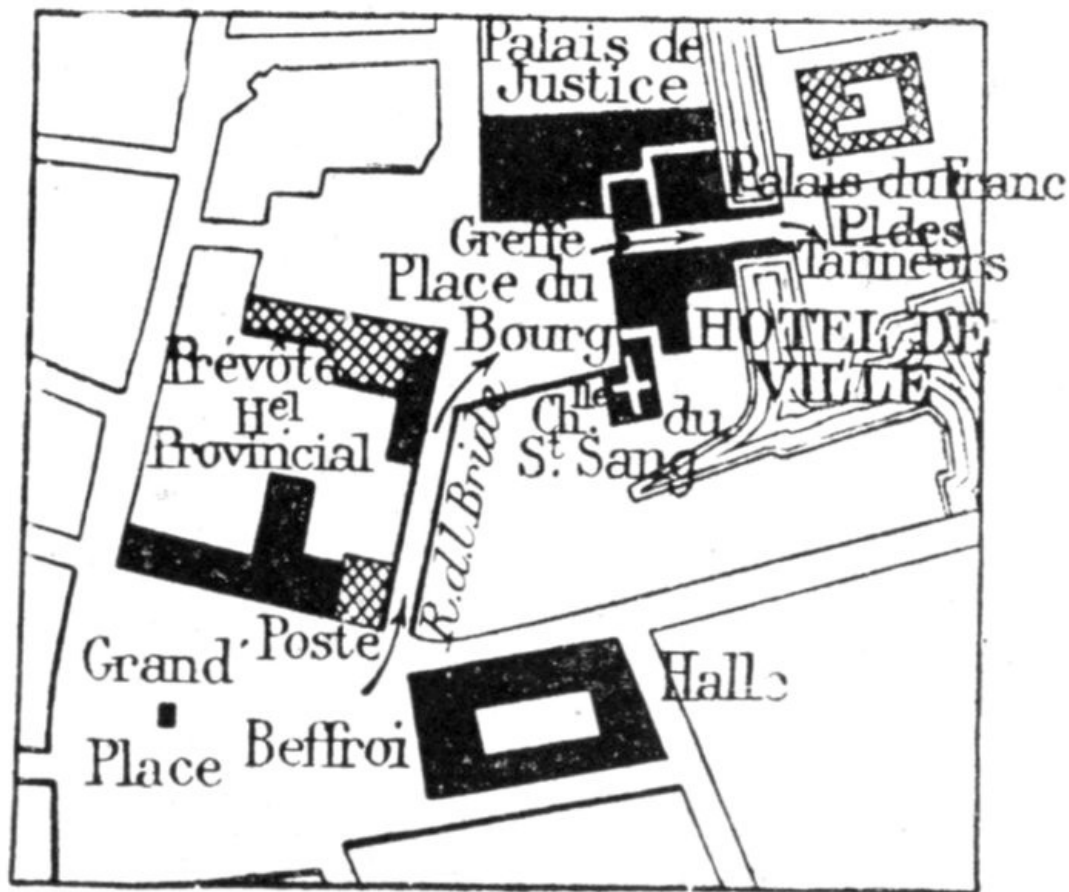 Palais de
Justice
Palais du Franc
Greffe
Pl des
Tanneurs
Place du
Bourg
HOTEL DE
VILLE
Prévôté
Hel
Provincial
Chlle du
St. Sang
R.d.l.Bride
Poste
Grand'
Place
Beffroi
Halle